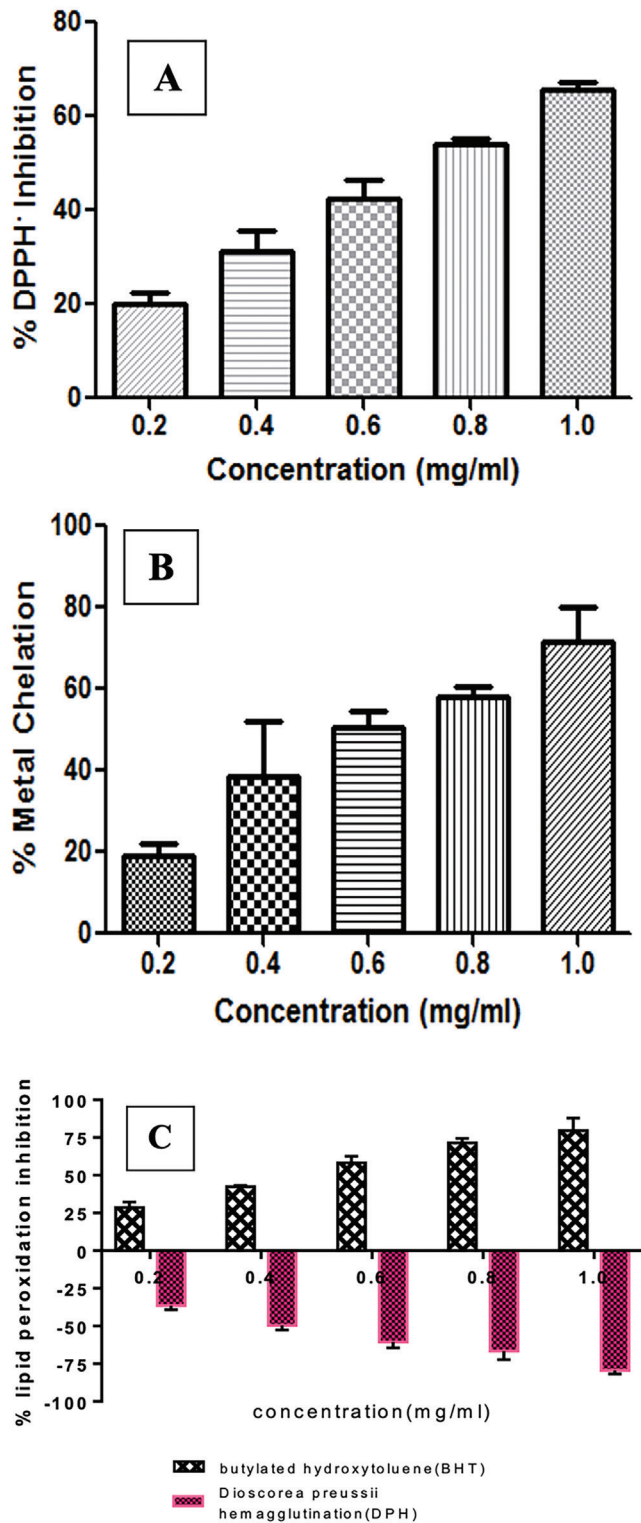 80
60
40
20
0
A
% DPPH· Inhibition
0.2 0.4 0.6 0.8 1.0
Concentration (mg/ml)
100
80
60
40
20
0
B
% Metal Chelation
0.2 0.4 0.6 0.8 1.0
Concentration (mg/ml)
100
75
50
25
0
-25
-50
-75
-100
C
% lipid peroxidation inhibition
0.2 0.4 0.6 0.8 1.0
concentration(mg/ml)
butylated hydroxytoluene(BHT)
Dioscorea preussii
hemagglutination(DPH)